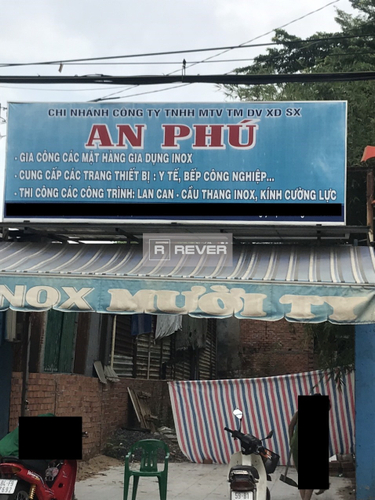 CHI NHÁNH CÔNG TY TNHH MTV TM DV XD SX
AN PHÚ
- GIA CÔNG CÁC MẶT HÀNG GIA DỤNG INOX
- CUNG CẤP CÁC TRANG THIẾT BỊ : Y TẾ, BẾP CÔNG NGHIỆP...
- THI CÔNG CÁC CÔNG TRÌNH: LAN CAN - CẦU THANG INOX, KÍNH CƯỜNG LỰC
R REVER
INOX MƯỜI TY